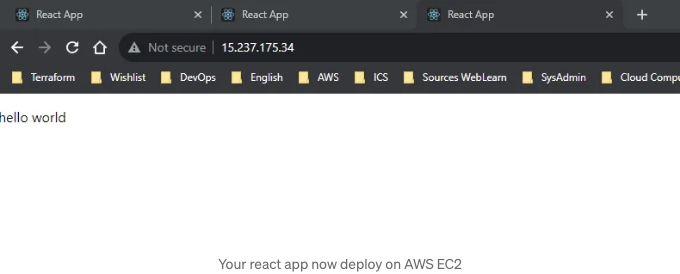 React App
React App
React App
Not secure 15.237.175.34
Terraform Wishlist DevOps English AWS ICS Sources WebLearn SysAdmin Cloud Compu
hello world
Your react app now deploy on AWS EC2